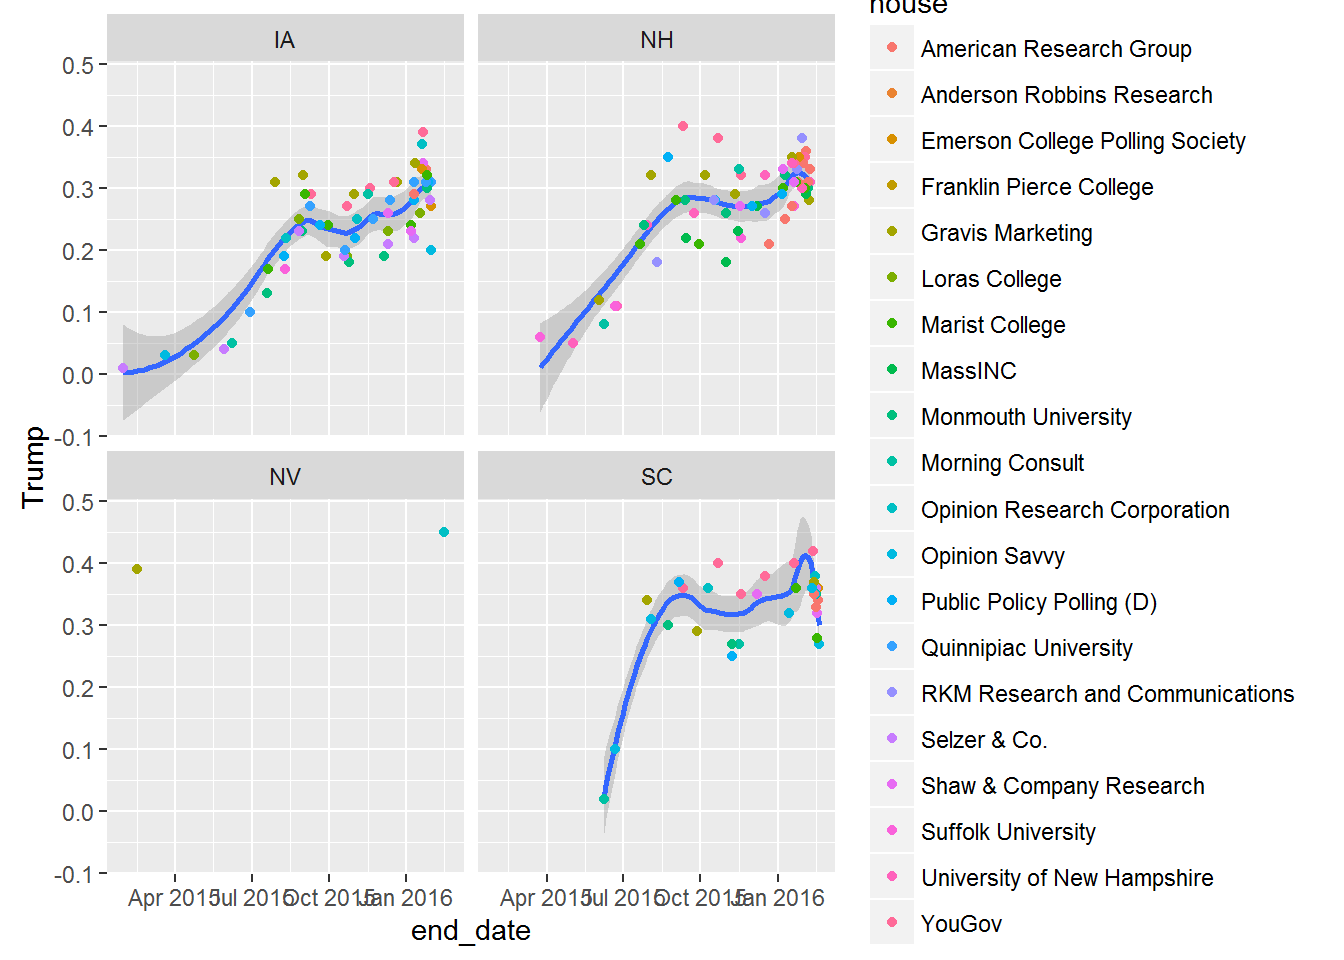 house
IA
NH
American Research Group
Anderson Robbins Research
Emerson College Polling Society
Franklin Pierce College
Gravis Marketing
Loras College
Marist College
MassINC
Monmouth University
Morning Consult
Opinion Research Corporation
Opinion Savvy
Public Policy Polling (D)
Quinnipiac University
RKM Research and Communications
Selzer & Co.
Shaw & Company Research
Suffolk University
University of New Hampshire
YouGov
0.5
0.4
0.3
0.2
0.1
0.0
-0.1
Trump
NV
SC
0.5
0.4
0.3
0.2
0.1
0.0
-0.1
Apr 2015 Jul 2015 Oct 2015 Jan 2016
Apr 2015 Jul 2015 Oct 2015 Jan 2016
end_date